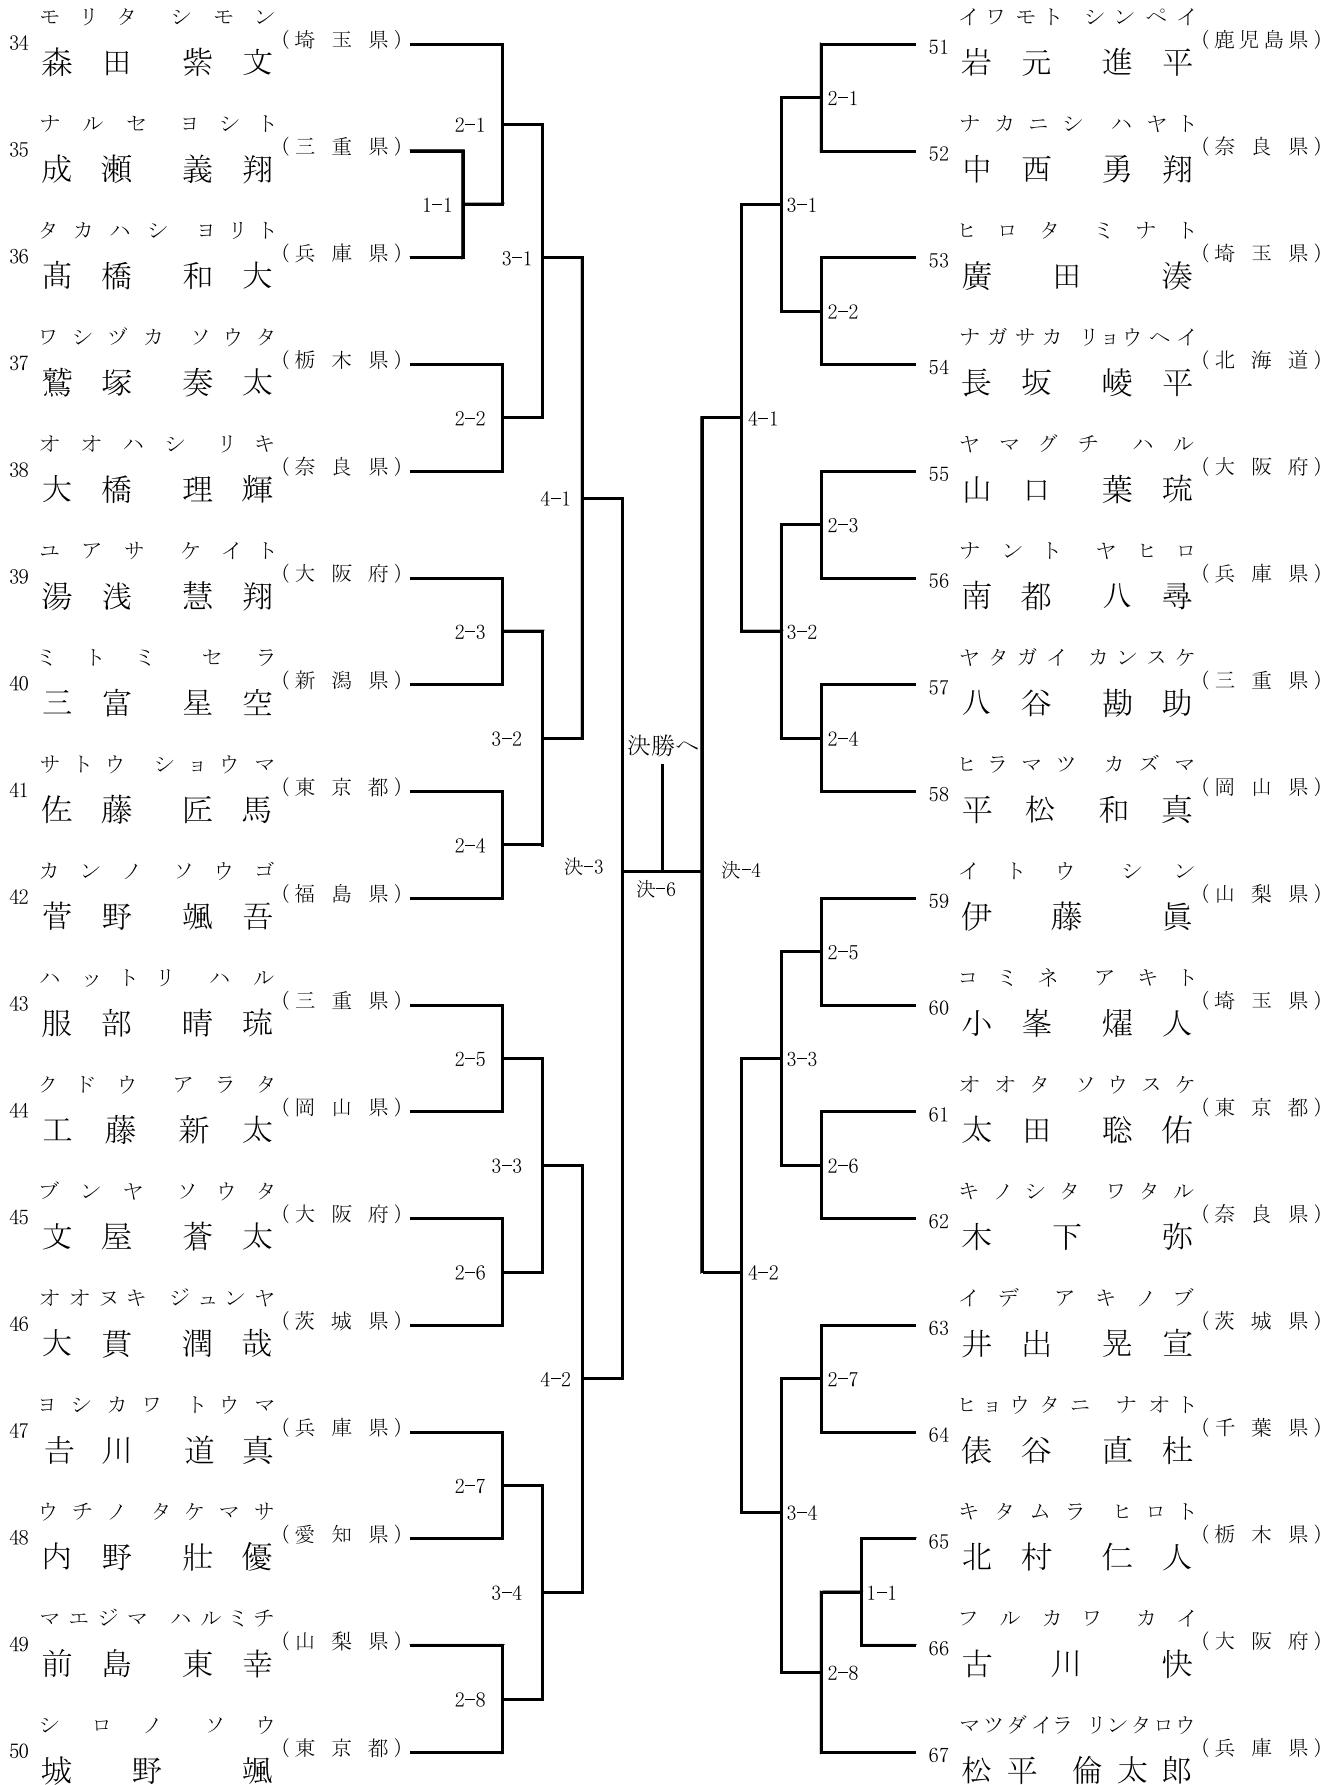 モリタ シモン
34 森田 紫文 (埼玉県)
ナルセ ヨシト
35 成瀬 義翔 (三重県)
タカハシ ヨリト
36 髙橋 和大 (兵庫県)
ワシヅカ ソウタ
37 鷲塚 奏太 (栃木県)
オオハシ リキ
38 大橋 理輝 (奈良県)
ユアサ ケイト
39 湯浅 慧翔 (大阪府)
ミトミ セラ
40 三富 星空 (新潟県)
サトウ ショウマ
41 佐藤 匠馬 (東京都)
カンノ ソウゴ
42 菅野 颯吾 (福島県)
ハットリ ハル
43 服部 晴琉 (三重県)
クドウ アラタ
44 工藤 新太 (岡山県)
ブンヤ ソウタ
45 文屋 蒼太 (大阪府)
オオヌキ ジュンヤ
46 大貫 潤哉 (茨城県)
ヨシカワ トウマ
47 𠮷川 道真 (兵庫県)
ウチノ タケマサ
48 内野 壯優 (愛知県)
マエジマ ハルミチ
49 前島 東幸 (山梨県)
シロノ ソウ
50 城野 颯 (東京都)
1-1
2-1
2-2
2-3
2-4
2-5
2-6
2-7
2-8
3-1
3-2
3-3
3-4
4-1
4-2
決-3
決勝へ
決-6
決-4
4-1
4-2
3-1
3-2
3-3
3-4
2-1
2-2
2-3
2-4
2-5
2-6
2-7
2-8
1-1
イワモト シンペイ
51 岩元 進平 (鹿児島県)
ナカニシ ハヤト
52 中西 勇翔 (奈良県)
ヒロタ ミナト
53 廣田 湊 (埼玉県)
ナガサカ リョウヘイ
54 長坂 崚平 (北海道)
ヤマグチ ハル
55 山口 葉琉 (大阪府)
ナント ヤヒロ
56 南都 八尋 (兵庫県)
ヤタガイ カンスケ
57 八谷 勘助 (三重県)
ヒラマツ カズマ
58 平松 和真 (岡山県)
イトウ シン
59 伊藤 眞 (山梨県)
コミネ アキト
60 小峯 燿人 (埼玉県)
オオタ ソウスケ
61 太田 聡佑 (東京都)
キノシタ ワタル
62 木下 弥 (奈良県)
イデ アキノブ
63 井出 晃宣 (茨城県)
ヒョウタニ ナオト
64 俵谷 直杜 (千葉県)
キタムラ ヒロト
65 北村 仁人 (栃木県)
フルカワ カイ
66 古川 快 (大阪府)
マツダイラ リンタロウ
67 松平 倫太郎 (兵庫県)